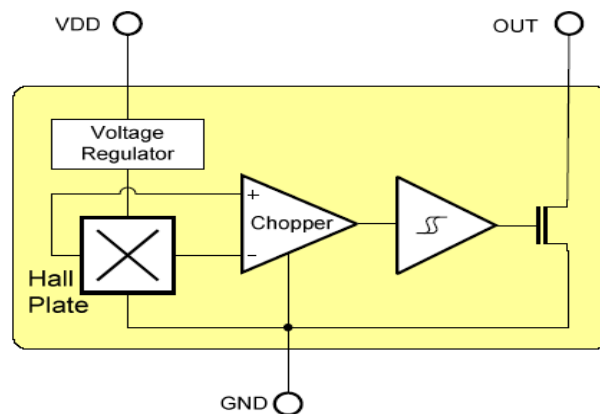 VDD
OUT
Voltage
Regulator
+
Chopper
−
Hall
Plate
GND